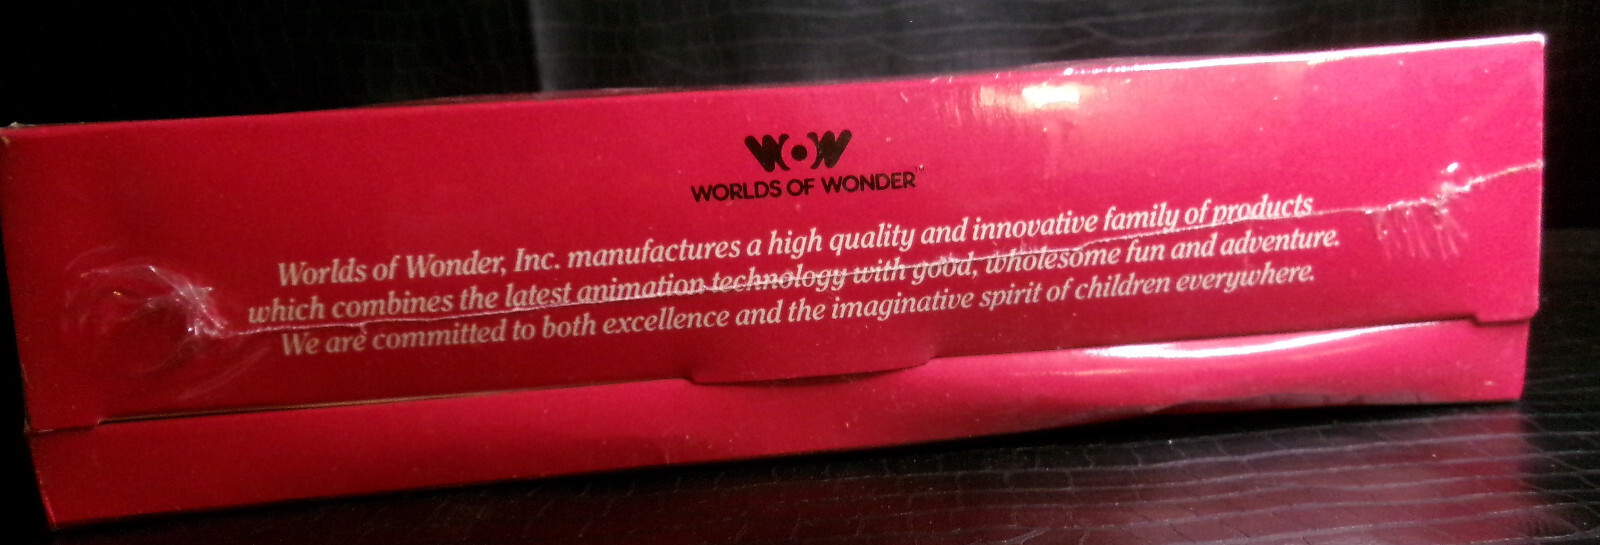 WOW
WORLDS OF WONDER™
Worlds of Wonder, Inc. manufactures a high quality and innovative family of products
which combines the latest animation technology with good, wholesome fun and adventure.
We are committed to both excellence and the imaginative spirit of children everywhere.